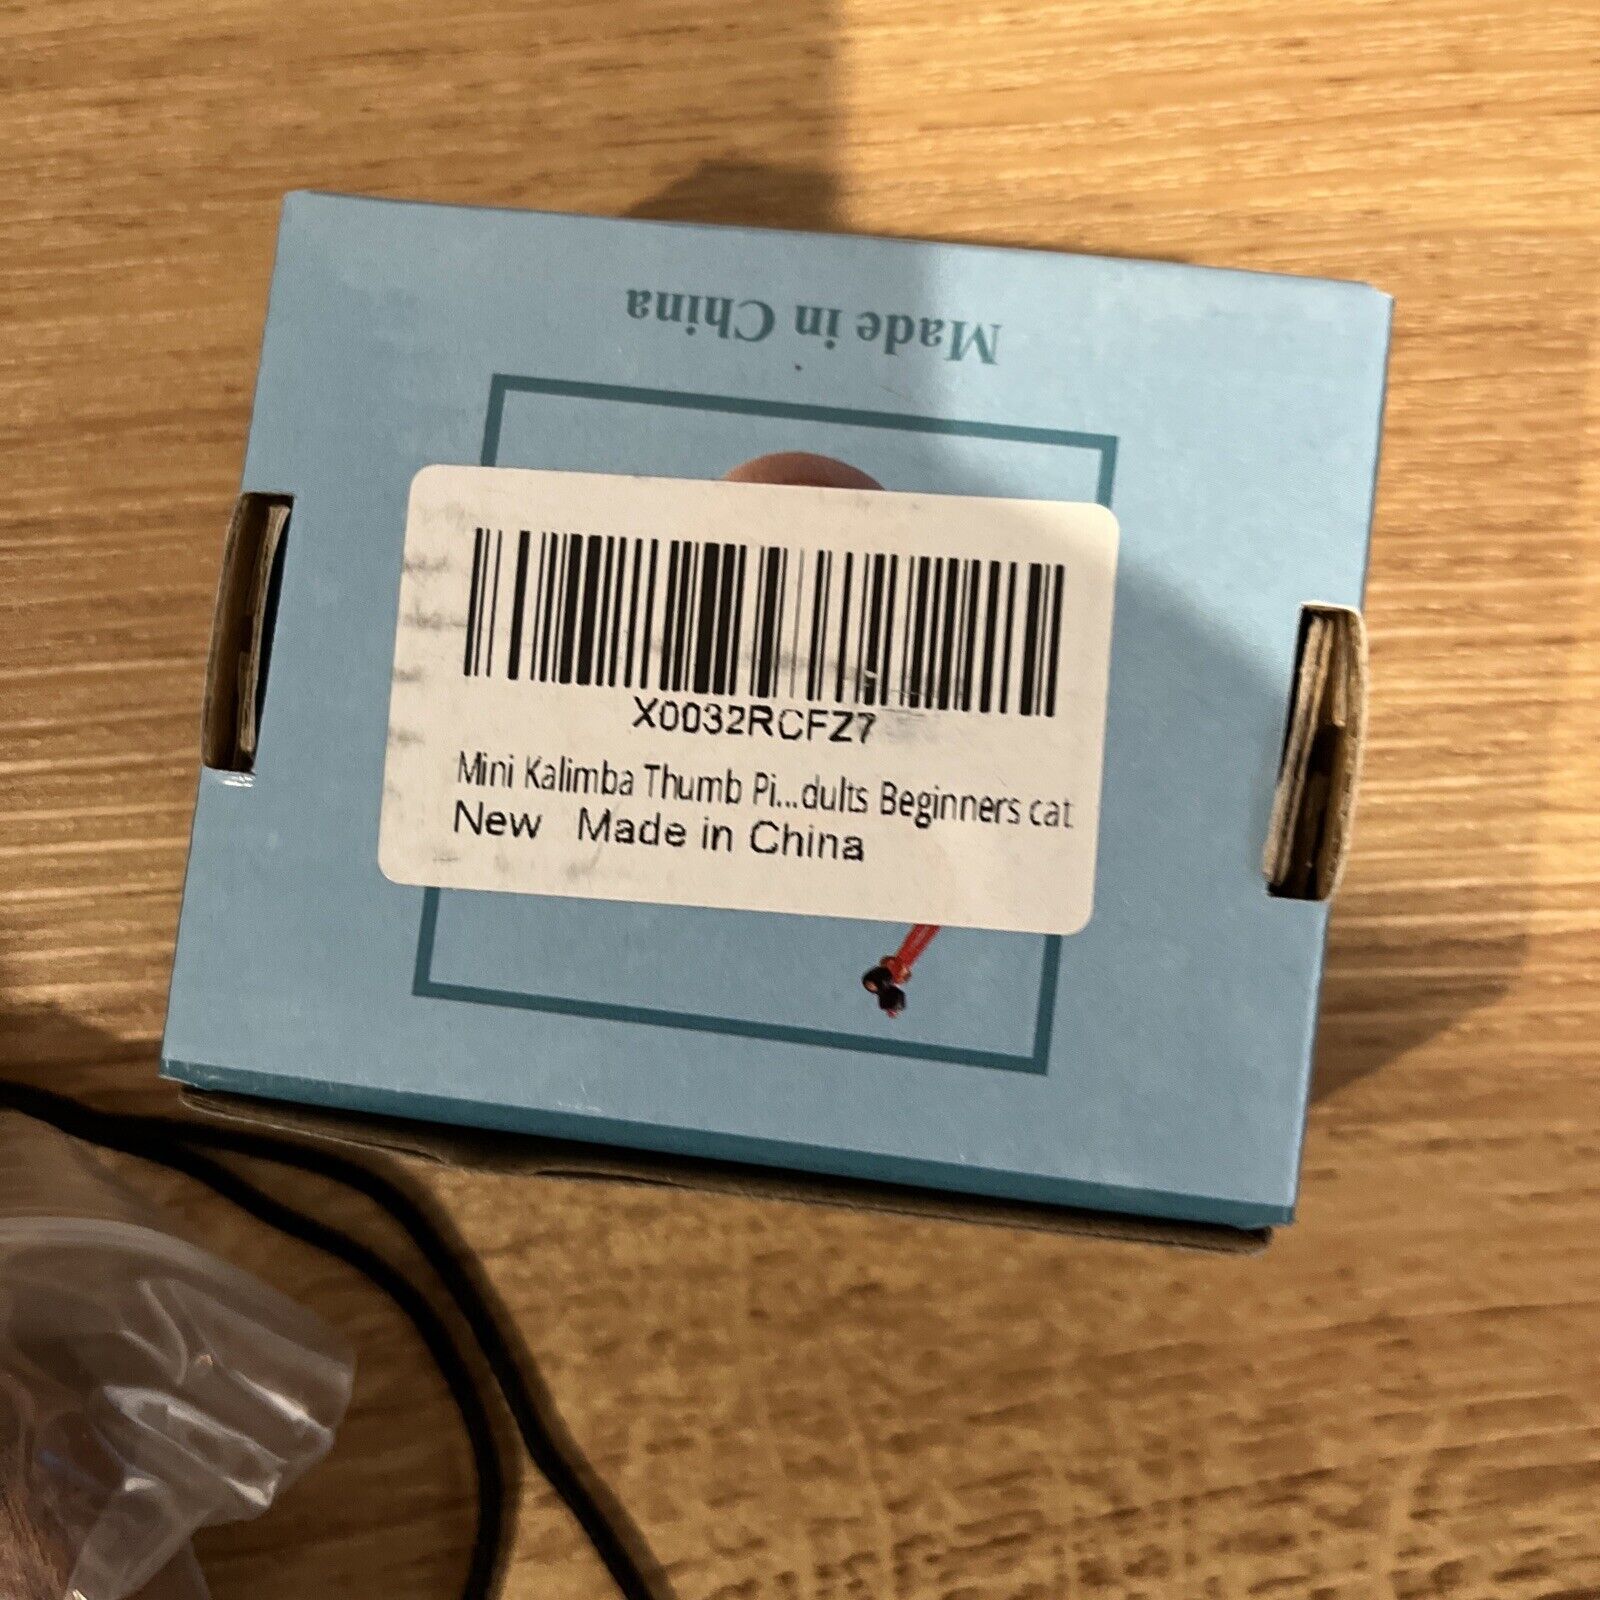 Made in China
X0032RCFZ7
Mini Kalimba Thumb Pi...dults Beginners cat
New Made in China